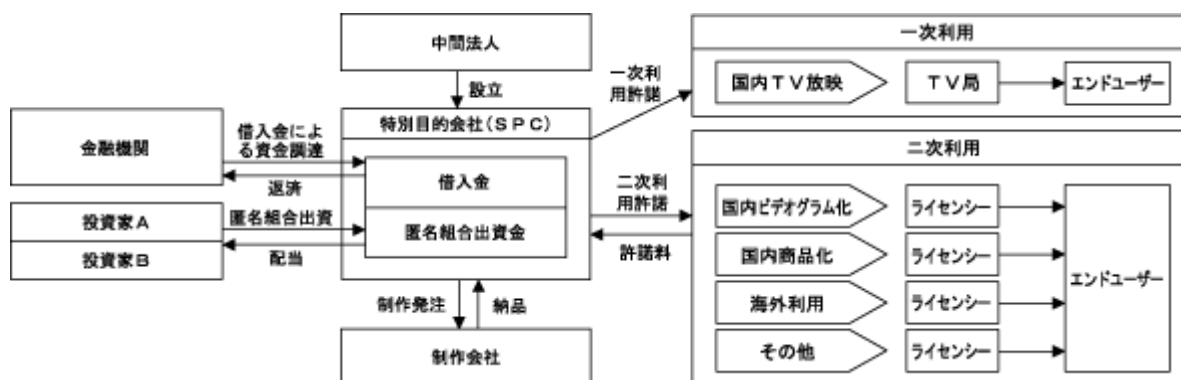 中間法人
設立
特別目的会社(ＳＰＣ)
借入金
匿名組合出資金
金融機関
借入金によ
る資金調達
返済
投資家Ａ
投資家Ｂ
匿名組合出資
配当
制作発注
納品
制作会社
一次利
用許諾
二次利
用許諾
許諾料
一次利用
国内ＴＶ放映
ＴＶ局
エンドユーザー
二次利用
国内ビデオグラム化
ライセンシー
国内商品化
ライセンシー
海外利用
ライセンシー
その他
ライセンシー
エンドユーザー